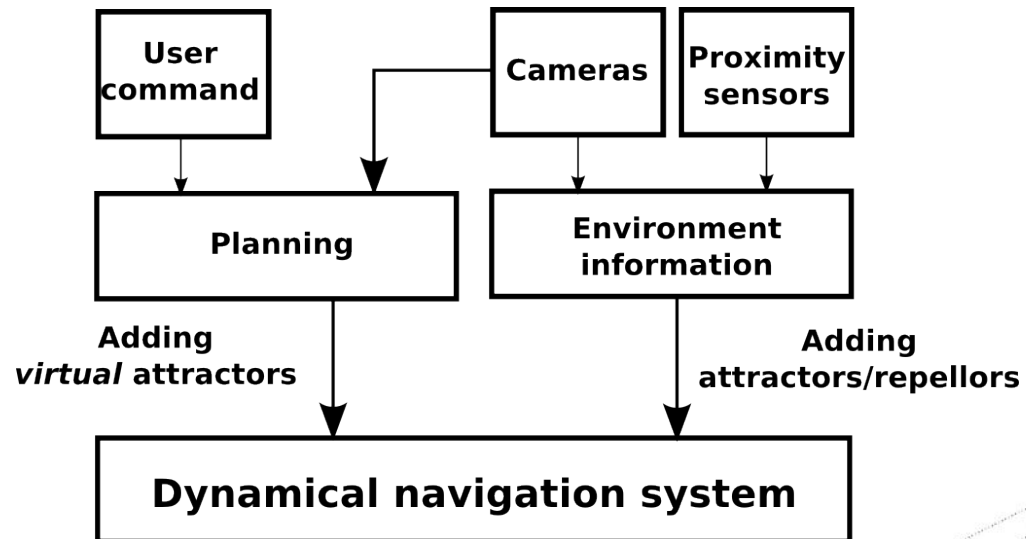 User
command
Cameras
Proximity
sensors
Planning
Environment
information
Adding
virtual attractors
Adding
attractors/repellors
Dynamical navigation system